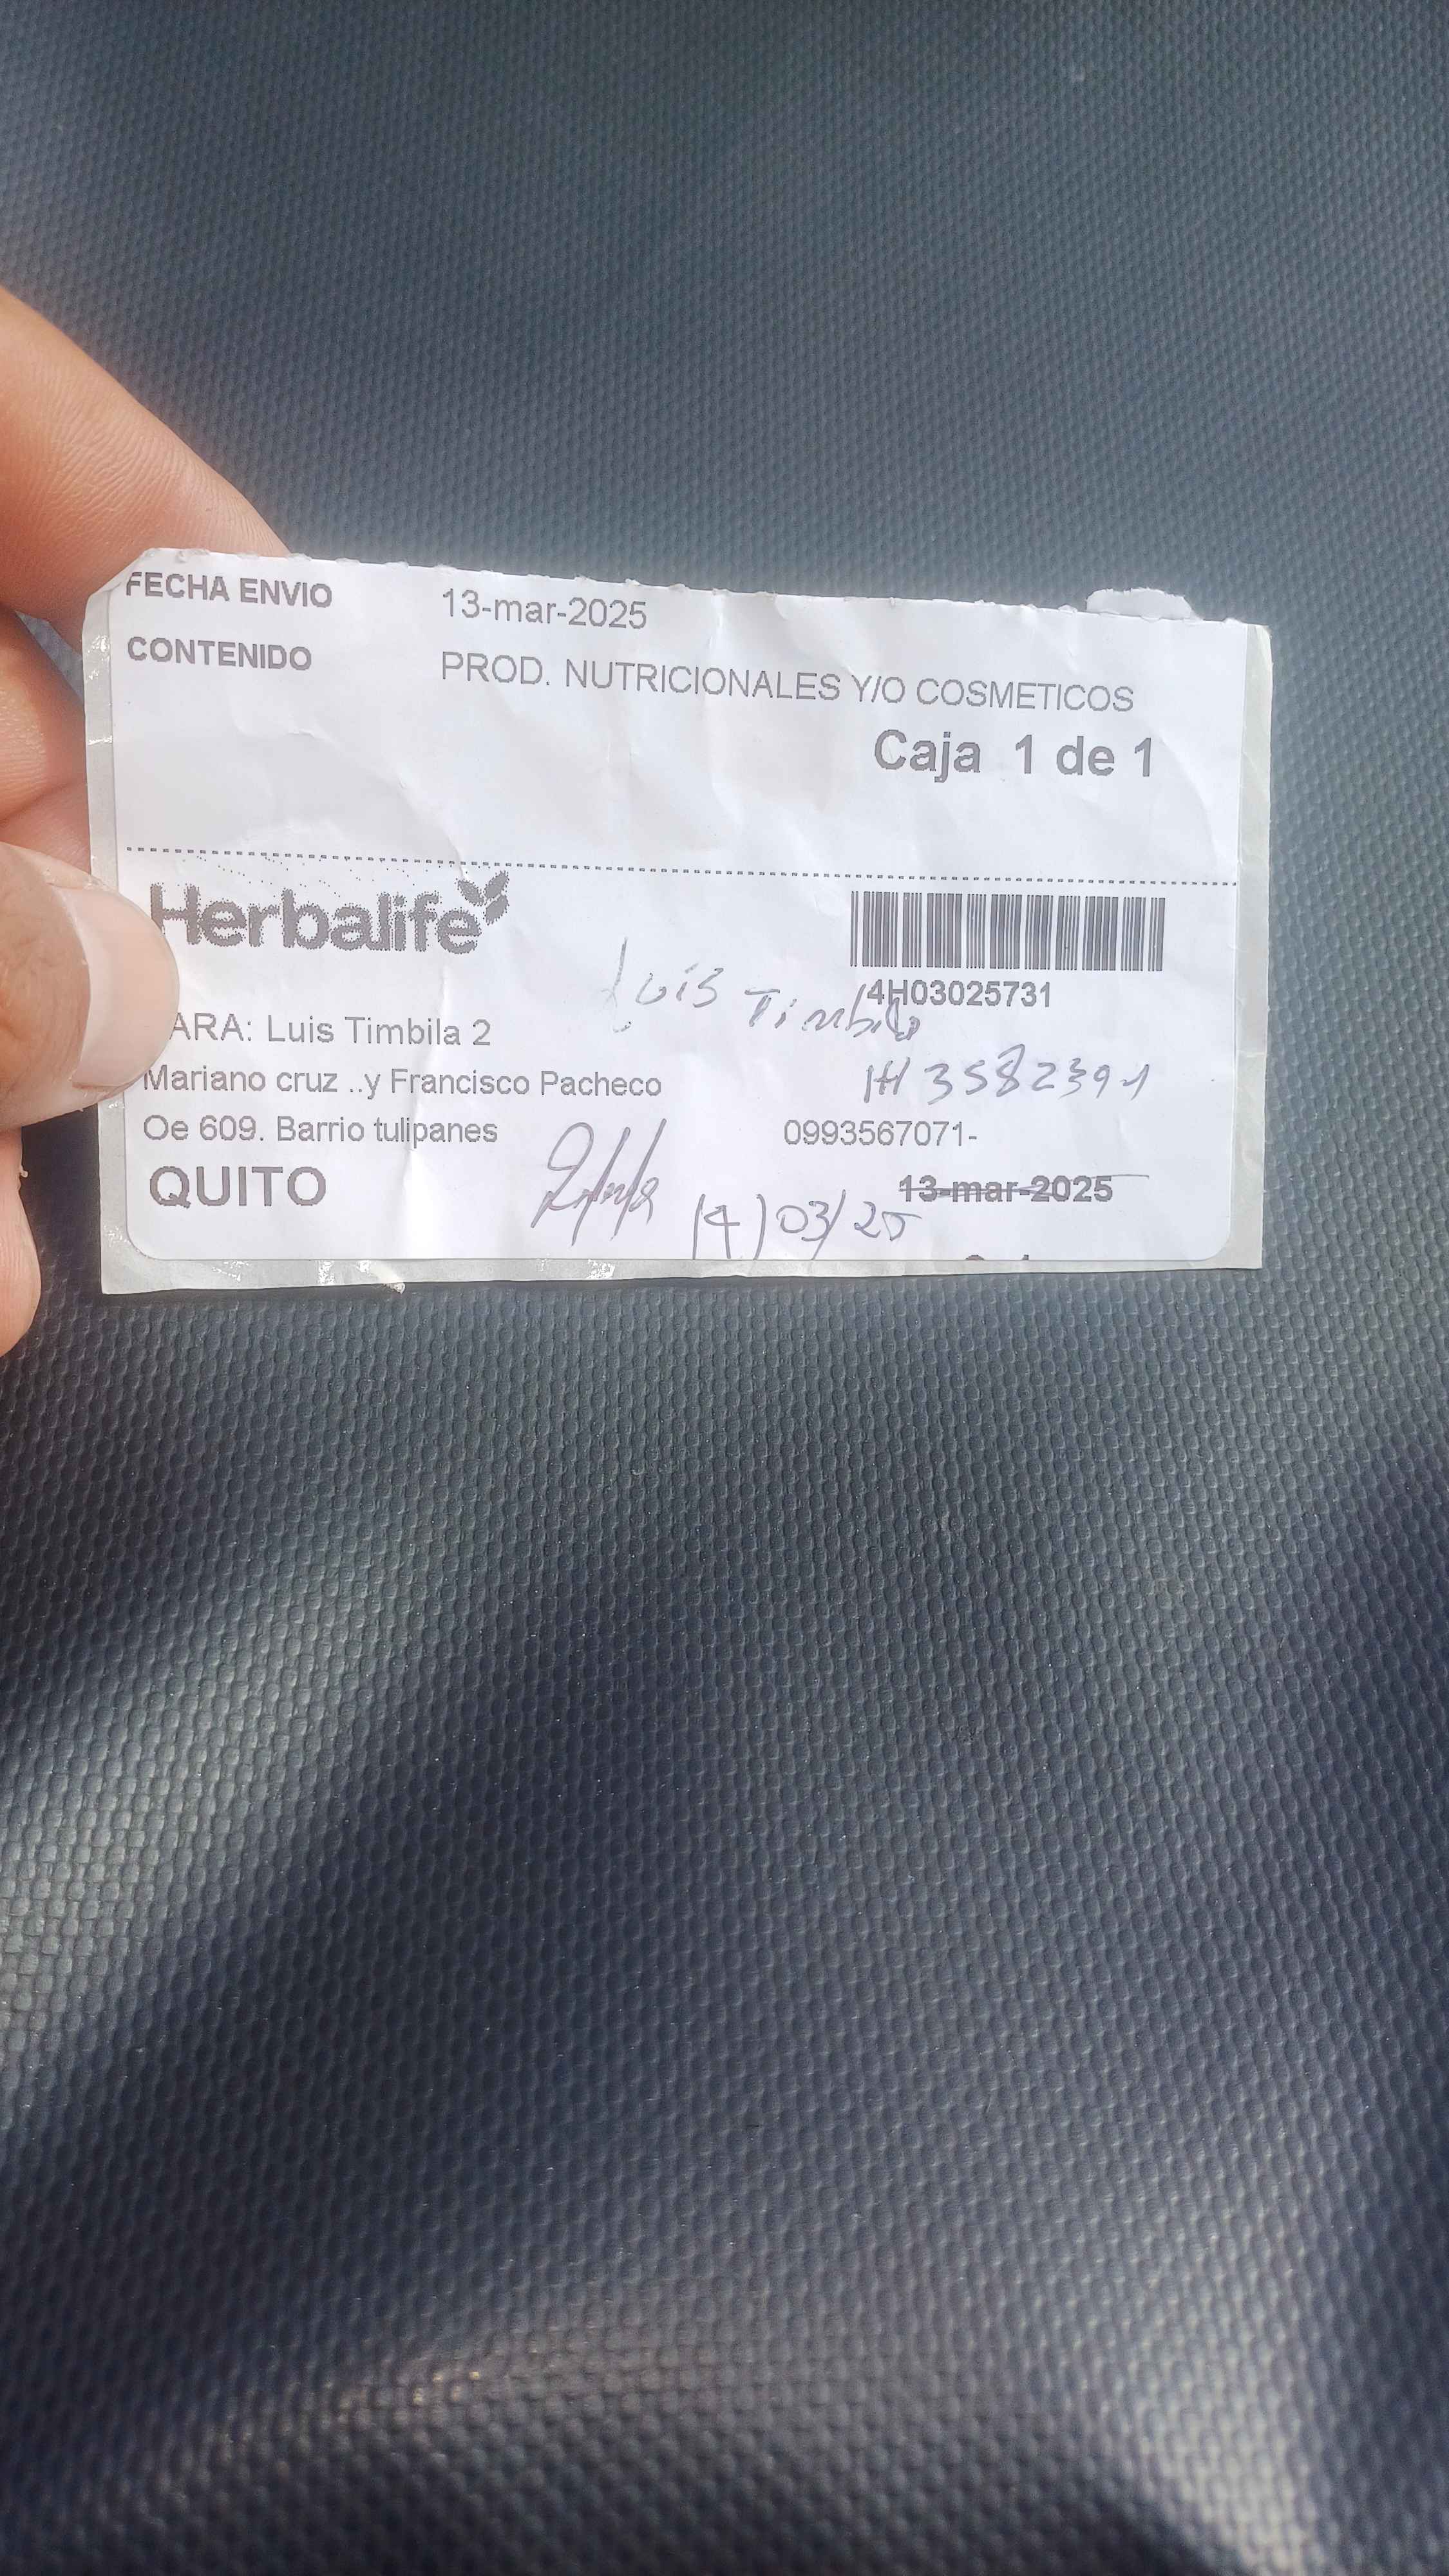 FECHA ENVIO 13-mar-2025
CONTENIDO PROD. NUTRICIONALES Y/O COSMETICOS
Caja 1 de 1
Herbalife
4H03025731
Luis Timbila
ARA: Luis Timbila 2
Mariano cruz ..y Francisco Pacheco
Oe 609. Barrio tulipanes 0993567071-
QUITO 13-mar-2025
14/03/25